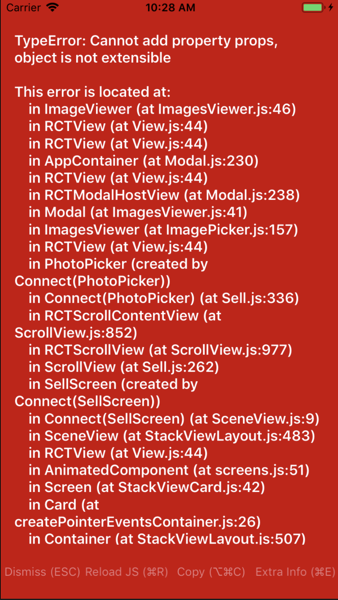 Carrier 10:28 AM
TypeError: Cannot add property props,
object is not extensible
This error is located at:
in ImageViewer (at ImagesViewer.js:46)
in RCTView (at View.js:44)
in RCTView (at View.js:44)
in AppContainer (at Modal.js:230)
in RCTView (at View.js:44)
in RCTModalHostView (at Modal.js:238)
in Modal (at ImagesViewer.js:41)
in ImagesViewer (at ImagePicker.js:157)
in RCTView (at View.js:44)
in PhotoPicker (created by
Connect(PhotoPicker))
in Connect(PhotoPicker) (at Sell.js:336)
in RCTScrollContentView (at
ScrollView.js:852)
in RCTScrollView (at ScrollView.js:977)
in ScrollView (at Sell.js:262)
in SellScreen (created by
Connect(SellScreen))
in Connect(SellScreen) (at SceneView.js:9)
in SceneView (at StackViewLayout.js:483)
in RCTView (at View.js:44)
in AnimatedComponent (at screens.js:51)
in Screen (at StackViewCard.js:42)
in Card (at
createPointerEventsContainer.js:26)
in Container (at StackViewLayout.js:507)
Dismiss (ESC) Reload JS (⌘R) Copy (⌥⌘C) Extra Info (⌘E)